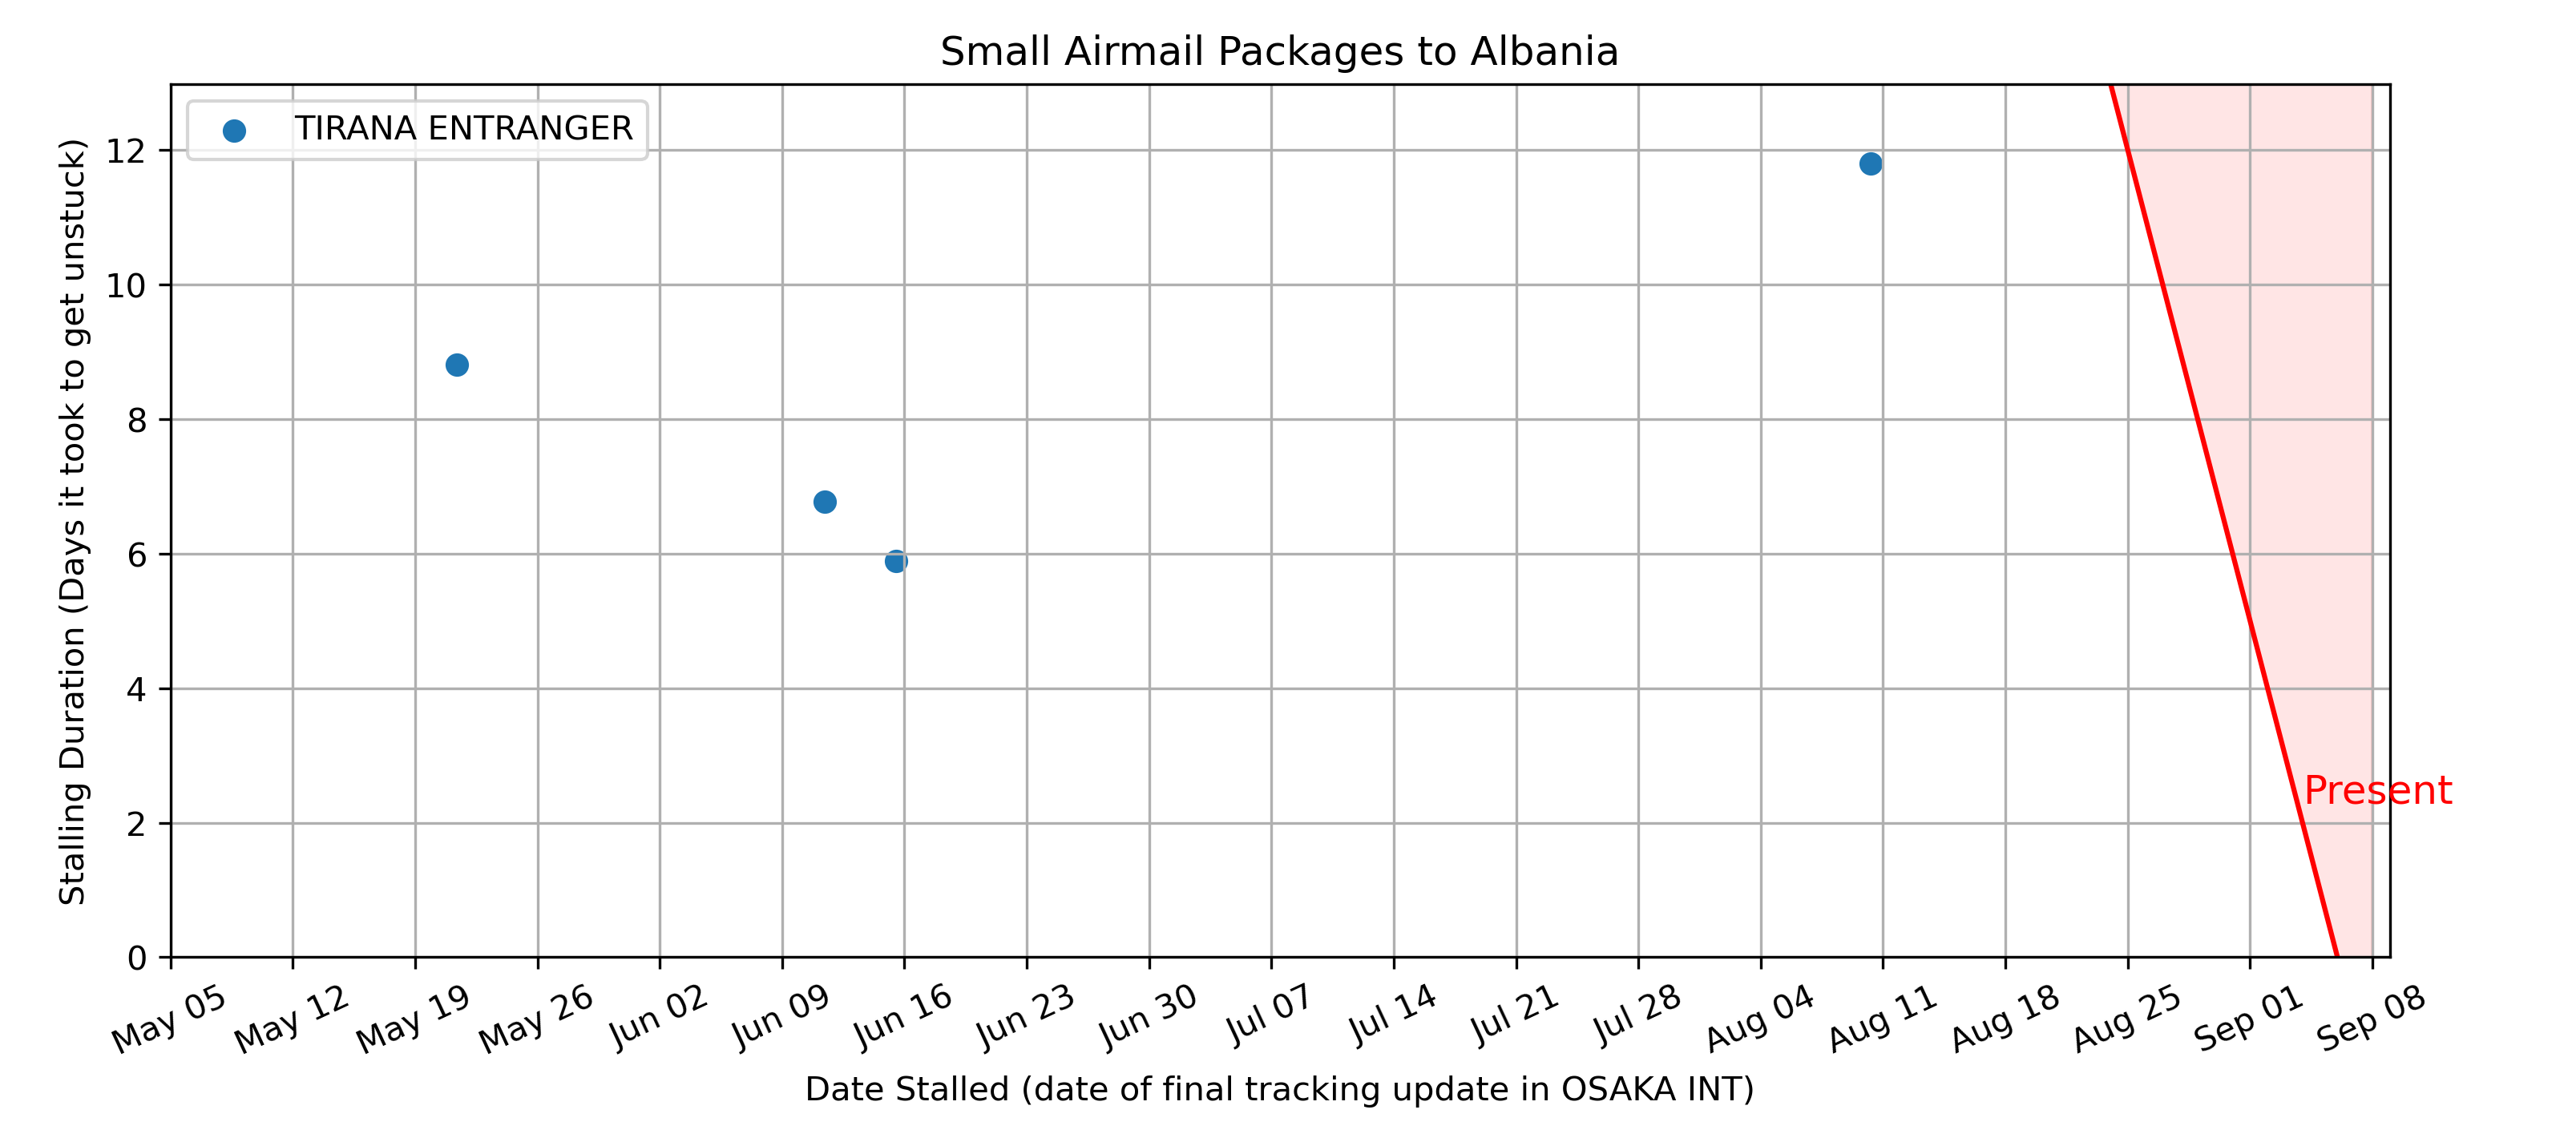 Small Airmail Packages to Albania
TIRANA ENTRANGER
Stalling Duration (Days it took to get unstuck)
12
10
8
6
4
2
0
Present
May 05
May 12
May 19
May 26
Jun 02
Jun 09
Jun 16
Jun 23
Jun 30
Jul 07
Jul 14
Jul 21
Jul 28
Aug 04
Aug 11
Aug 18
Aug 25
Sep 01
Sep 08
Date Stalled (date of final tracking update in OSAKA INT)